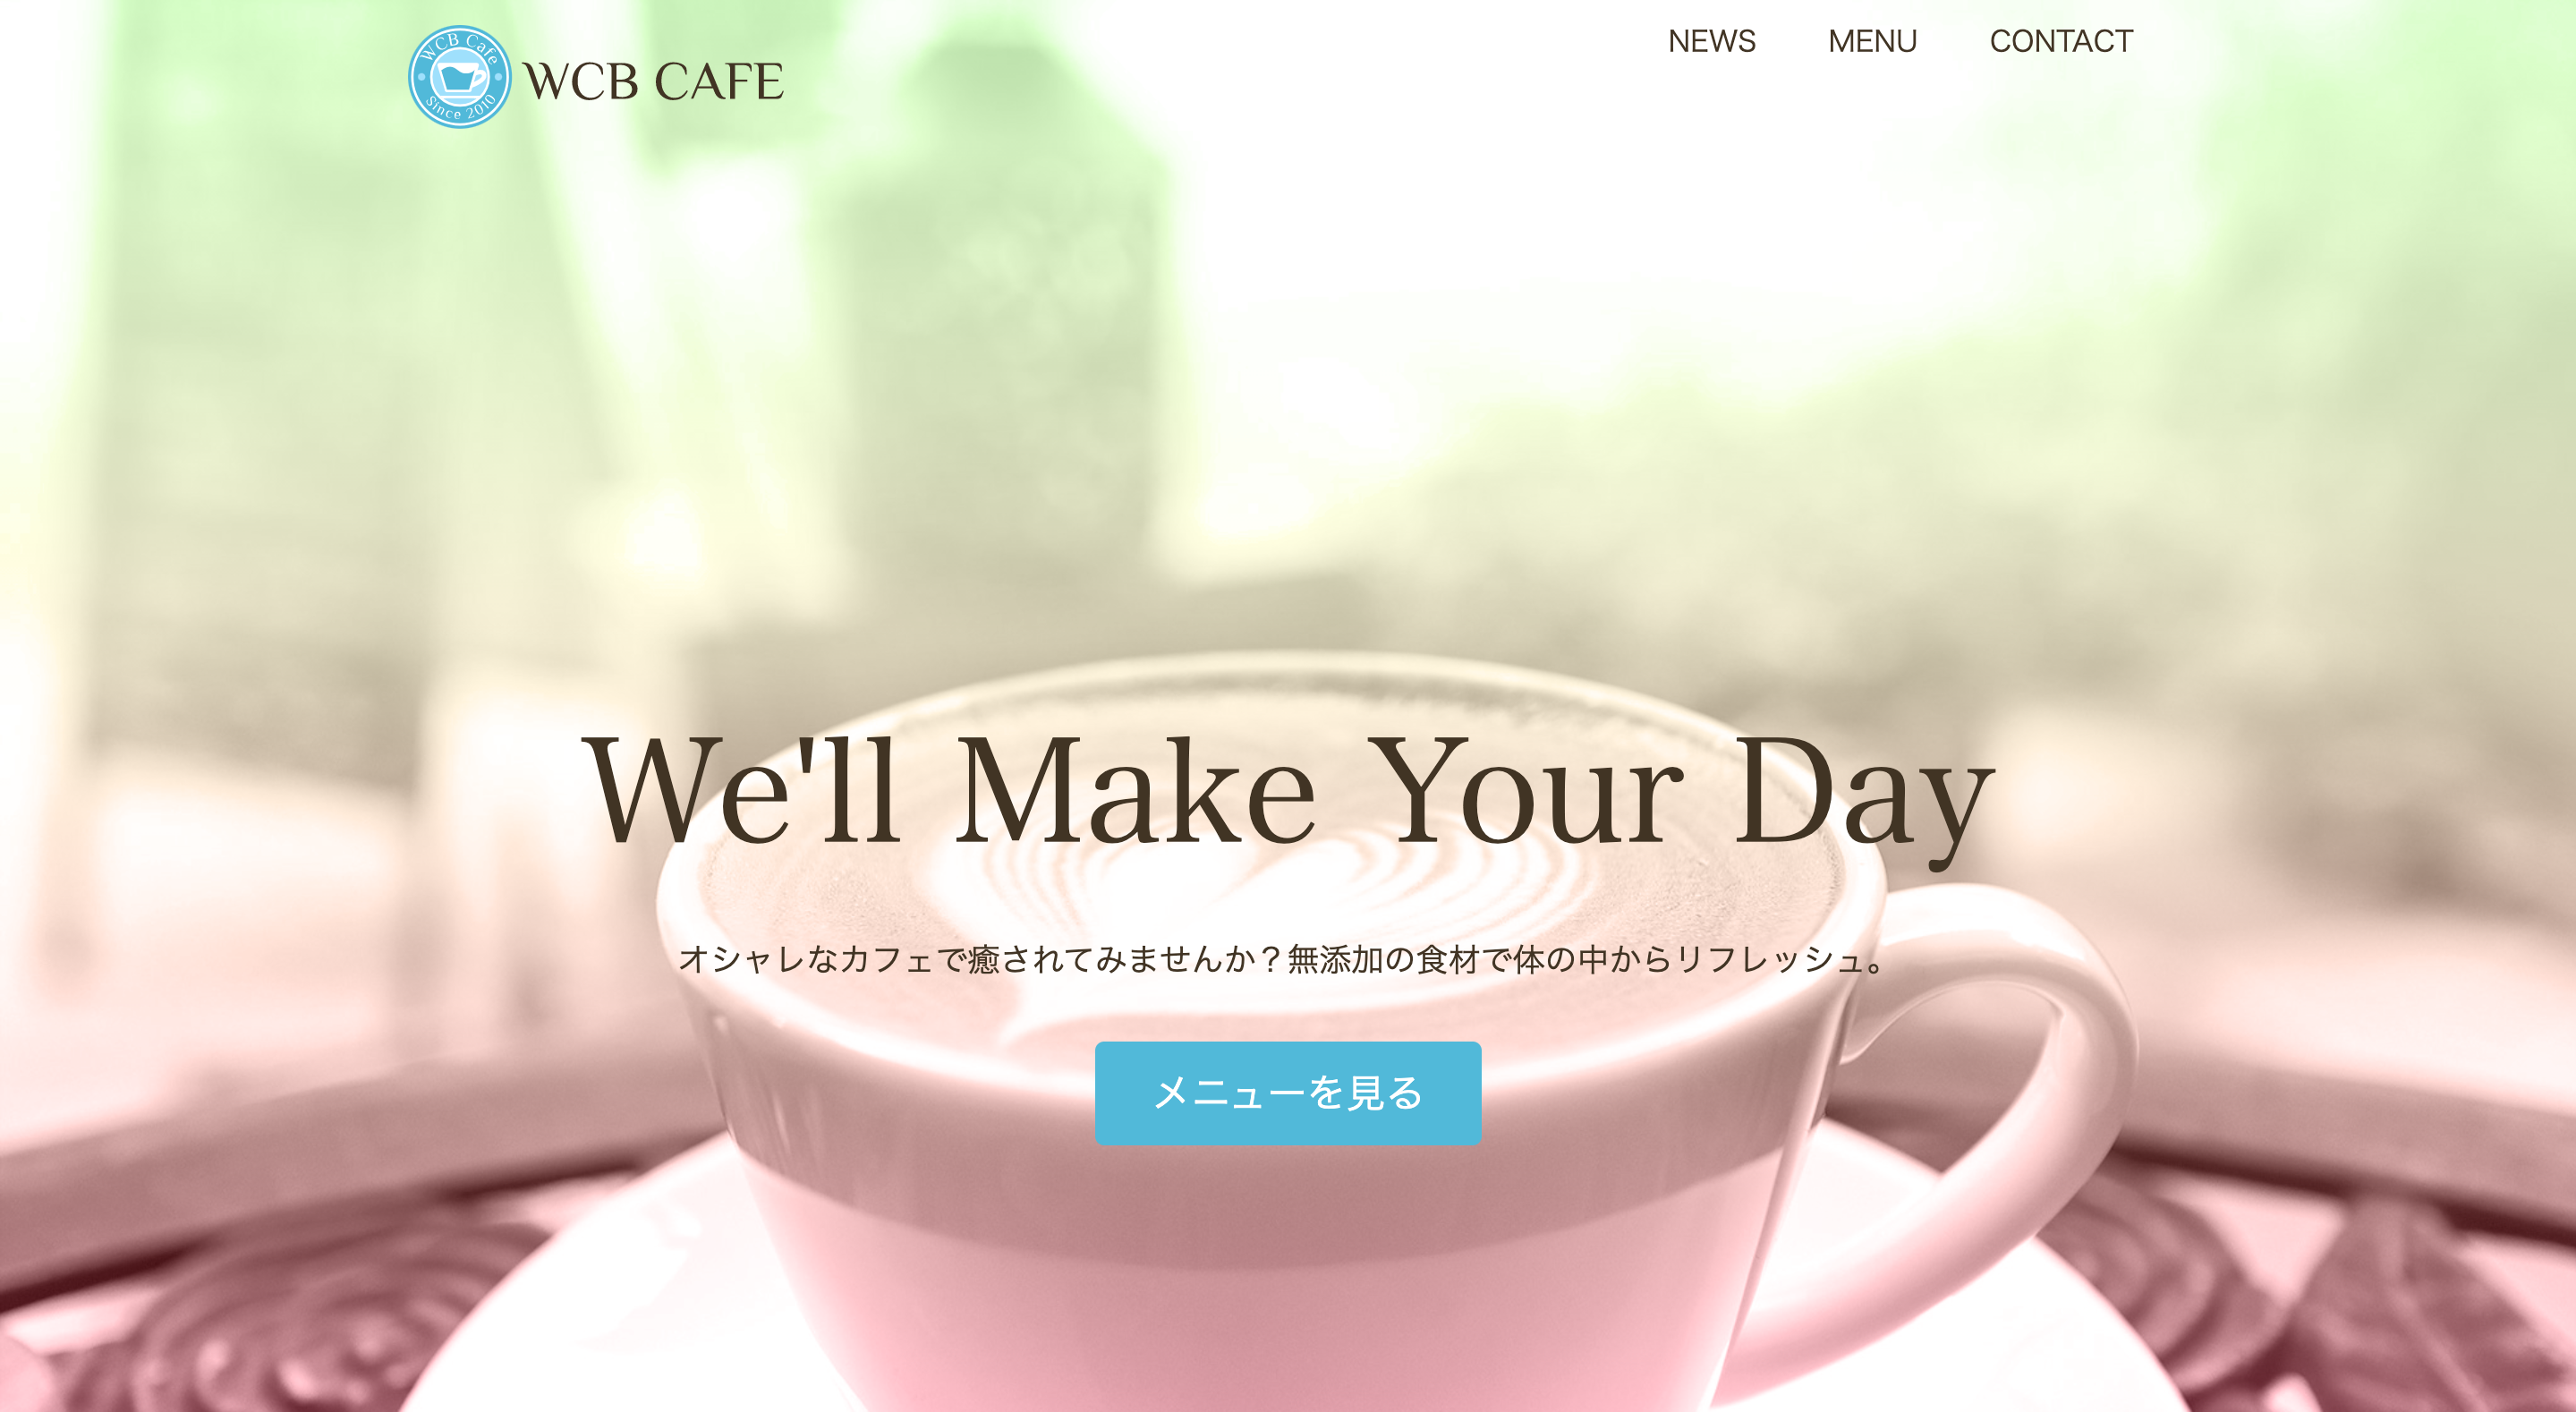 WCB Cafe
Since 2010
WCB CAFE
NEWS MENU CONTACT
We'll Make Your Day
オシャレなカフェで癒されてみませんか？無添加の食材で体の中からリフレッシュ。
メニューを見る